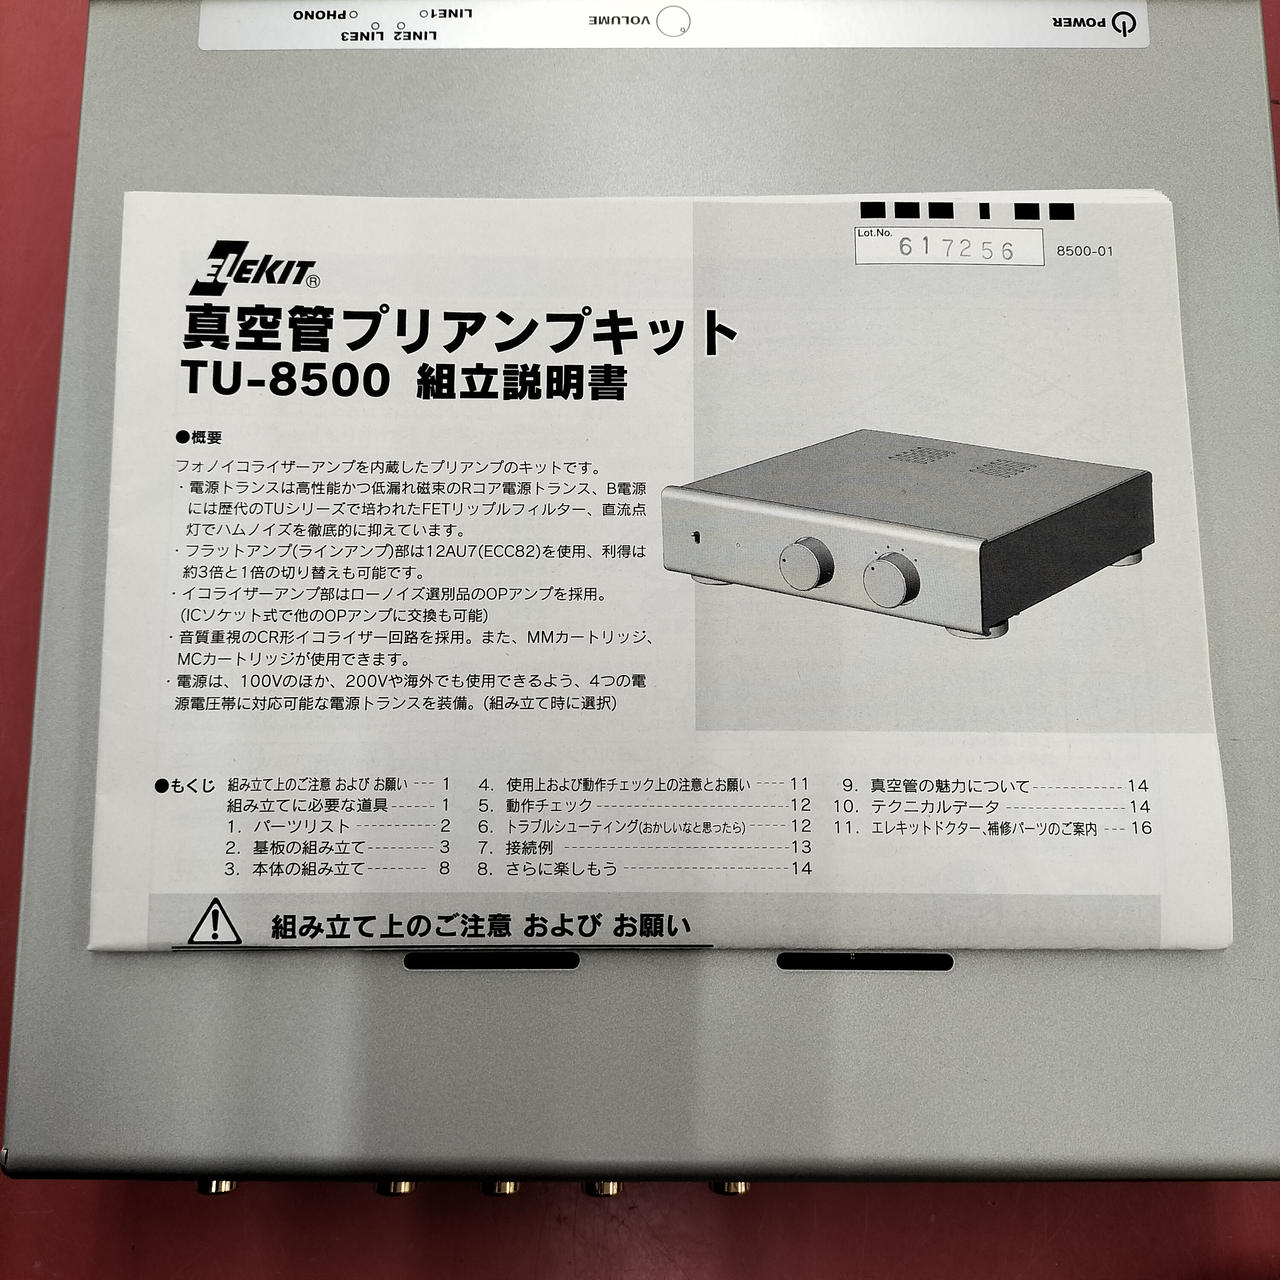 POWER
VOLUME
LINE1
LINE2
LINE3
PHONO
Lot.No.
617256
8500-01
ELEKIT®
真空管プリアンプキット
TU-8500 組立説明書
●概要
フォノイコライザーアンプを内蔵したプリアンプのキットです。
・電源トランスは高性能かつ低漏れ磁束のRコア電源トランス、B電源
には歴代のTUシリーズで培われたFETリップルフィルター、直流点
灯でハムノイズを徹底的に抑えています。
・フラットアンプ(ラインアンプ)部は12AU7(ECC82)を使用、利得は
約3倍と1倍の切り替えも可能です。
・イコライザーアンプ部はローノイズ選別品のOPアンプを採用。
(ICソケット式で他のOPアンプに交換も可能)
・音質重視のCR形イコライザー回路を採用。また、MMカートリッジ、
MCカートリッジが使用できます。
・電源は、100Vのほか、200Vや海外でも使用できるよう、4つの電
源電圧帯に対応可能な電源トランスを装備。(組み立て時に選択)
●もくじ 組み立て上のご注意 および お願い --- 1
組み立てに必要な道具------ 1
1. パーツリスト ----------- 2
2. 基板の組み立て--------- 3
3. 本体の組み立て-------- 8
4. 使用上および動作チェック上の注意とお願い ---- 11
5. 動作チェック -------------------- 12
6. トラブルシューティング(おかしいなと思ったら) ----- 12
7. 接続例 ----------------------- 13
8. さらに楽しもう ----------------- 14
9. 真空管の魅力について------------ 14
10. テクニカルデータ --------------- 14
11. エレキットドクター、補修パーツのご案内 --- 16
組み立て上のご注意 および お願い